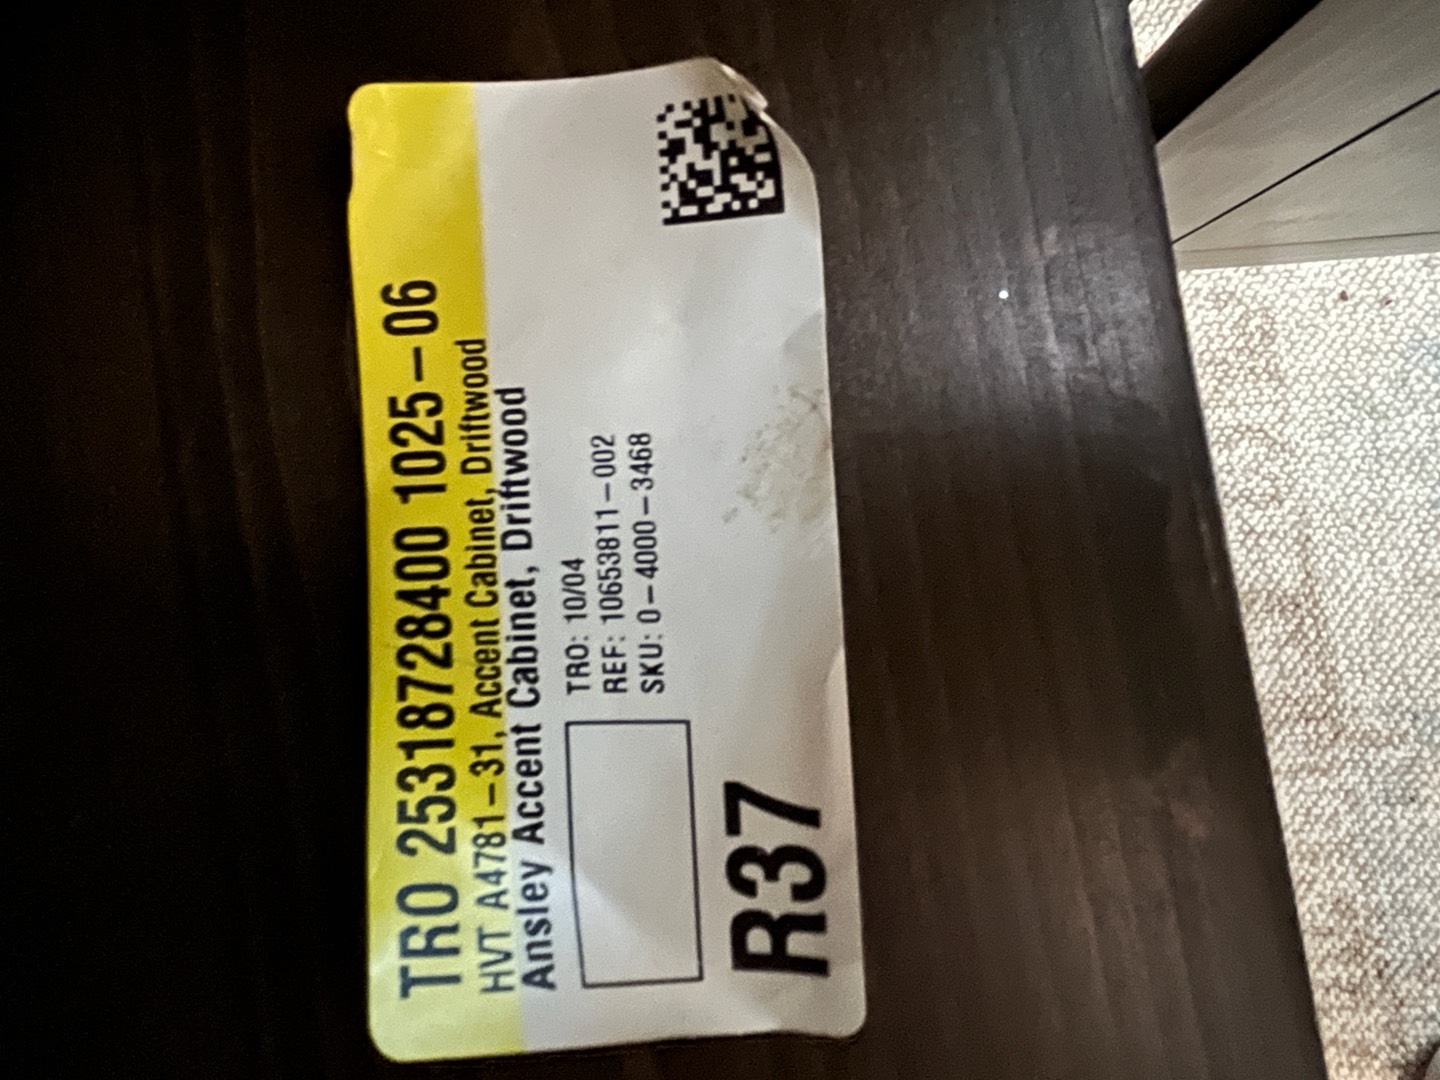 TRO 25318728400 1025-06
HVT A4781-31, Accent Cabinet, Driftwood
Ansley Accent Cabinet, Driftwood
TRO: 10/04
REF: 10653811-002
SKU: 0-4000-3468
R37